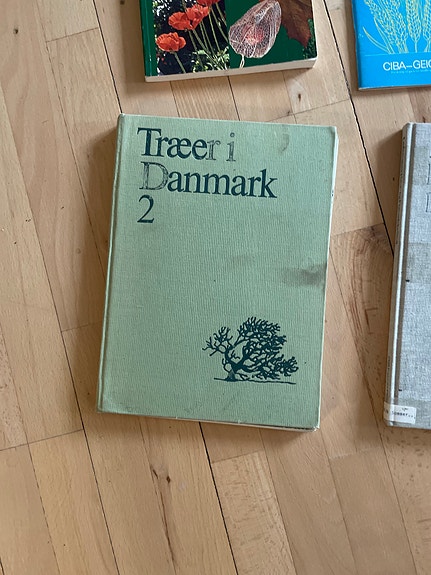 CIBA–GEIG
Træer i
Danmark
2